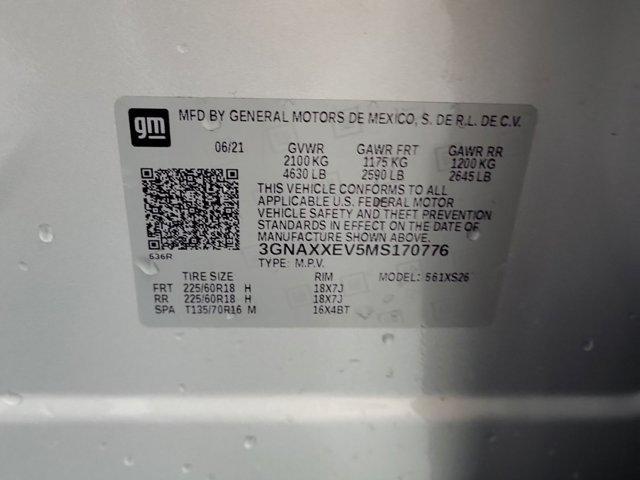 gm
MFD BY GENERAL MOTORS DE MEXICO, S. DE R.L. DE C.V.
06/21 GVWR GAWR FRT GAWR RR
2100 KG 1175 KG 1200 KG
4630 LB 2590 LB 2645 LB
THIS VEHICLE CONFORMS TO ALL
APPLICABLE U.S. FEDERAL MOTOR
VEHICLE SAFETY AND THEFT PREVENTION
STANDARDS IN EFFECT ON THE DATE OF
MANUFACTURE SHOWN ABOVE.
636R 3GNAXXEV5MS170776
TYPE: M.P.V. MODEL: 561XS26
TIRE SIZE RIM
FRT 225/60R18 H 18X7J
RR 225/60R18 H 18X7J
SPA T135/70R16 M 16X4BT